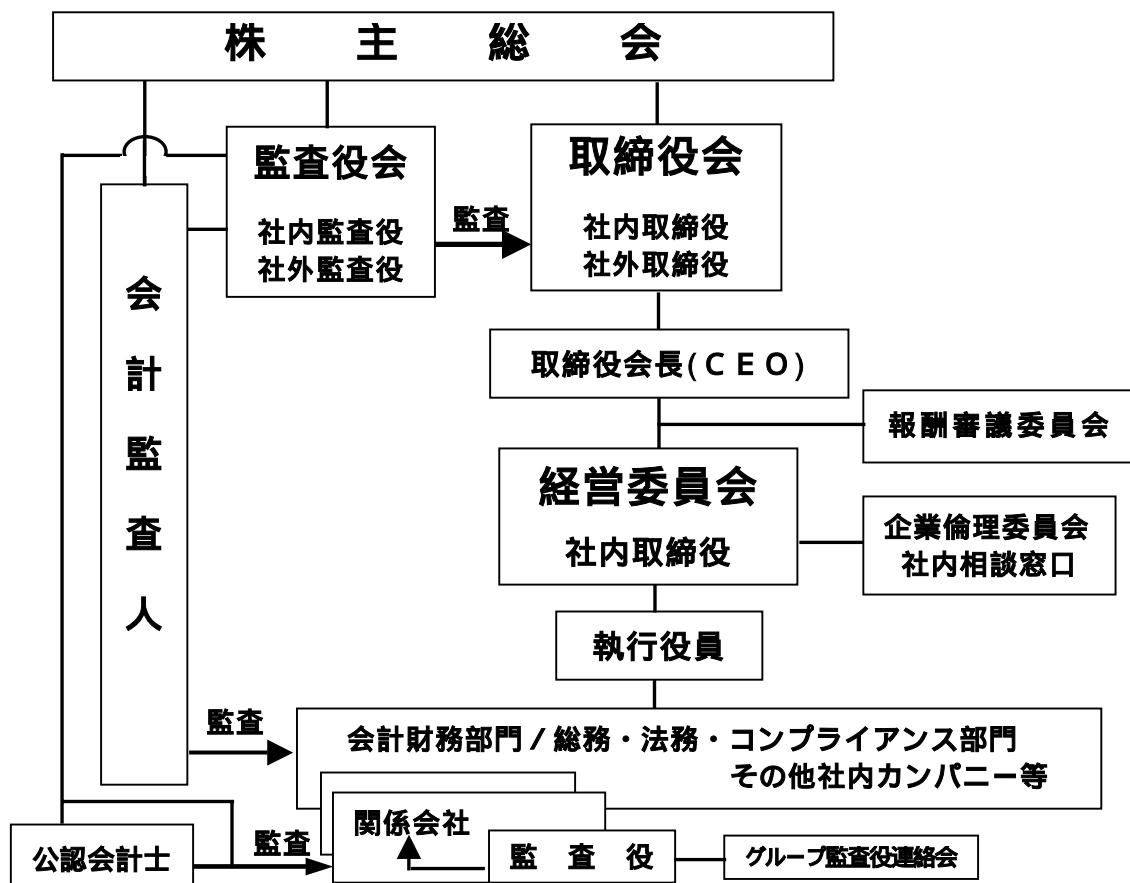 株主総会
監査役会
社内監査役
社外監査役
監査
取締役会
社内取締役
社外取締役
取締役会長(CEO)
報酬審議委員会
経営委員会
社内取締役
企業倫理委員会
社内相談窓口
執行役員
会計監査人
監査
会計財務部門/総務・法務・コンプライアンス部門
その他社内カンパニー等
公認会計士
監査
関係会社
監査役
グループ監査役連絡会